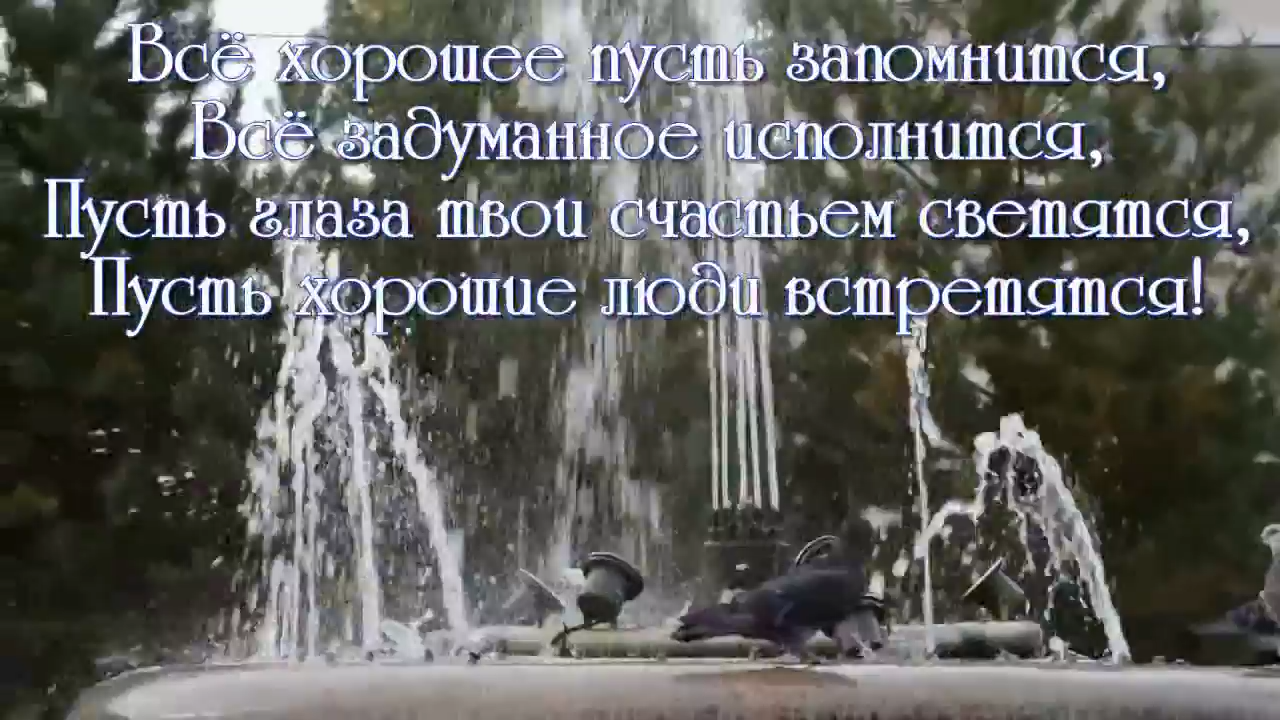 Всё хорошее пусть запомнится,
Всё задуманное исполнится,
Пусть глаза твои счастьем светятся,
Пусть хорошие люди встретятся!